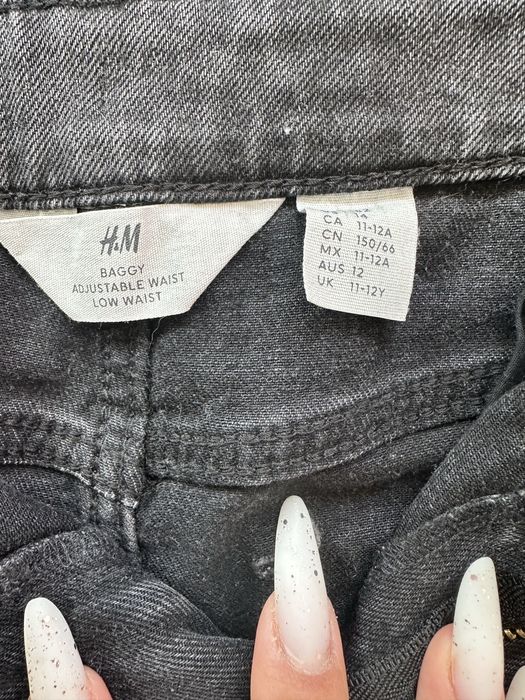 H&M
BAGGY
ADJUSTABLE WAIST
LOW WAIST
CA 11-12A
CN 150/66
MX 11-12A
AUS 12
UK 11-12Y